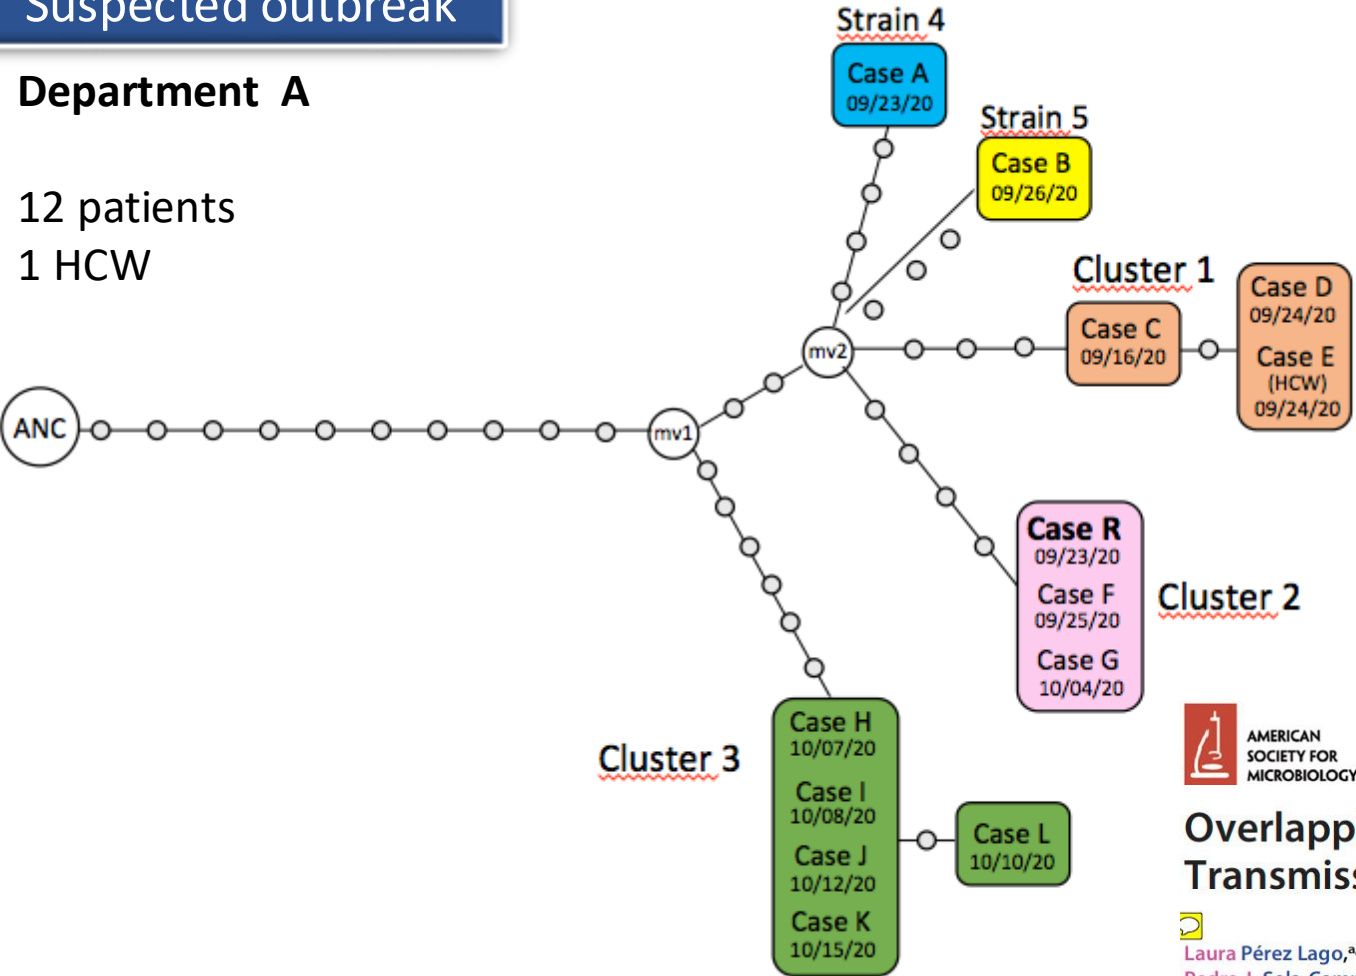 Suspected outbreak
Department A
12 patients
1 HCW
Strain 4
Case A
09/23/20
Strain 5
Case B
09/26/20
Cluster 1
Case C
09/16/20
Case D
09/24/20
Case E
(HCW)
09/24/20
mv2
ANC
mv1
Case R
09/23/20
Case F
09/25/20
Case G
10/04/20
Cluster 2
Cluster 3
Case H
10/07/20
Case I
10/08/20
Case J
10/12/20
Case K
10/15/20
Case L
10/10/20
AMERICAN
SOCIETY FOR
MICROBIOLOGY
Overlapp
Transmiss
Laura Pérez Lago,ᵃ